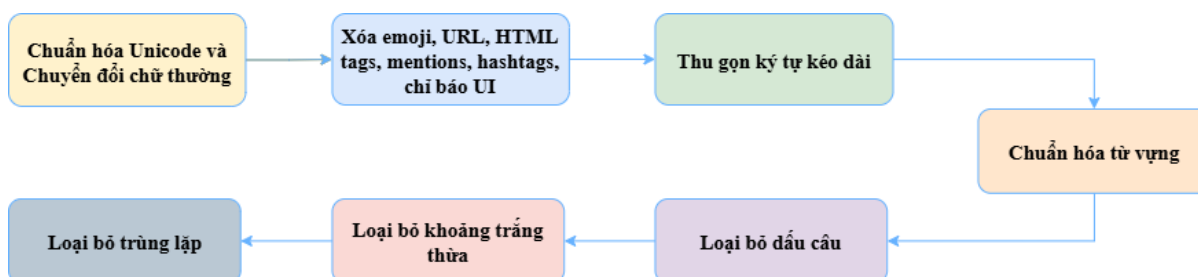 Chuẩn hóa Unicode và
Chuyển đổi chữ thường
Xóa emoji, URL, HTML
tags, mentions, hashtags,
chỉ báo UI
Thu gọn ký tự kéo dài
Chuẩn hóa từ vựng
Loại bỏ dấu câu
Loại bỏ khoảng trắng
thừa
Loại bỏ trùng lặp